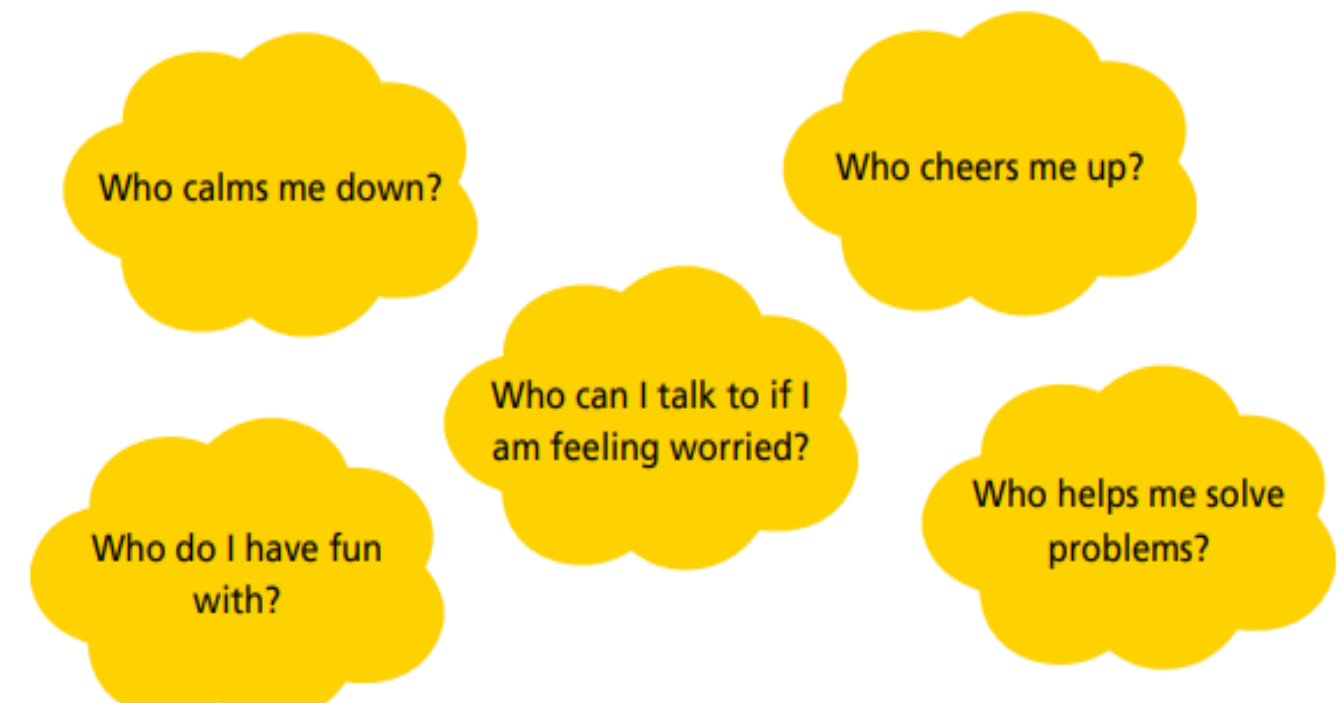 Who calms me down?
Who cheers me up?
Who can I talk to if I
am feeling worried?
Who do I have fun
with?
Who helps me solve
problems?